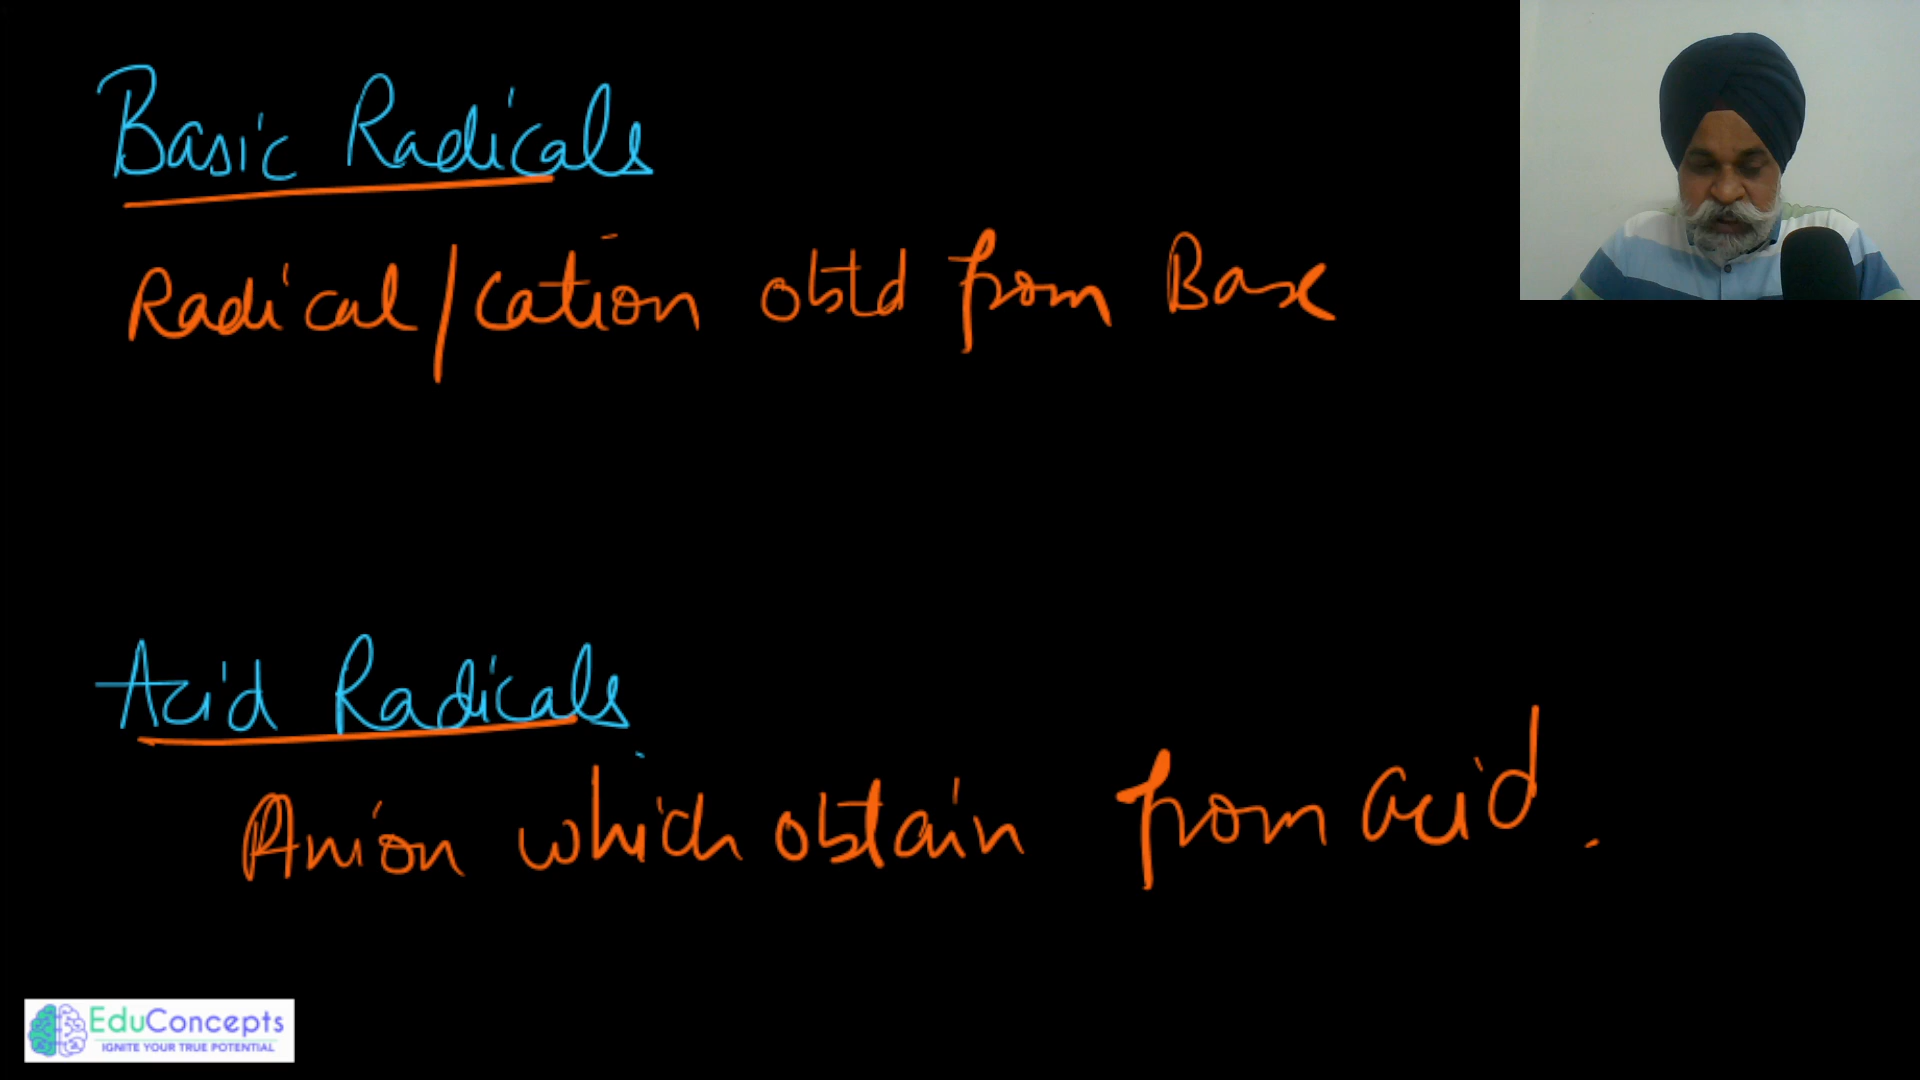 Basic Radicals
Radical/Cation obtd from Base
Acid Radicals
Anion which obtain from acid.
EduConcepts
IGNITE YOUR TRUE POTENTIAL